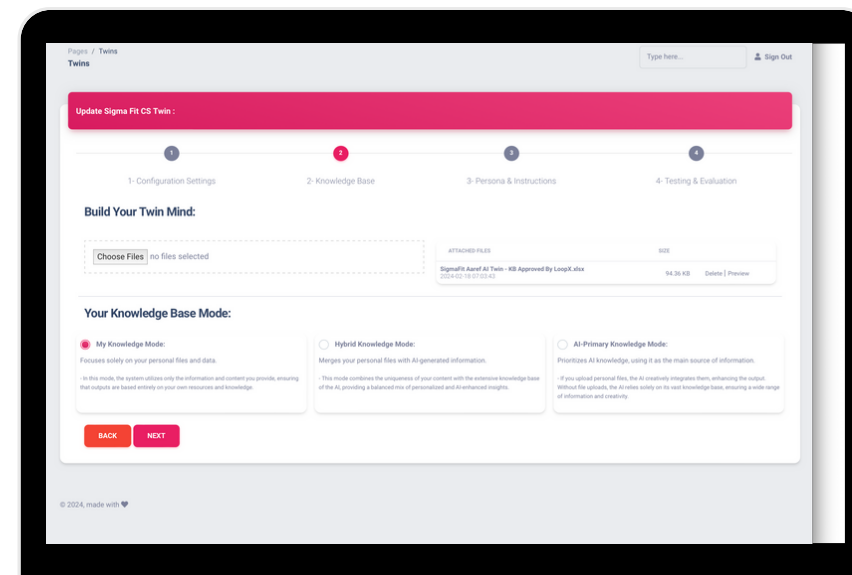 Pages / Twins
Twins
Type here...
Sign Out
Update Sigma Fit CS Twin :
1
2
3
4
1- Configuration Settings
2- Knowledge Base
3- Persona & Instructions
4- Testing & Evaluation
Build Your Twin Mind:
Choose Files no files selected
ATTACHED FILES
SIZE
SigmaFit Aaref AI Twin - KB Approved By LoopX.xlsx
2024-02-18 07:03:43
94.36 KB
Delete | Preview
Your Knowledge Base Mode:
My Knowledge Mode:
Focuses solely on your personal files and data.
- In this mode, the system utilizes only the information and content you provide, ensuring
that outputs are based entirely on your own resources and knowledge.
Hybrid Knowledge Mode:
Merges your personal files with AI-generated information.
- This mode combines the uniqueness of your content with the extensive knowledge base
of the AI, providing a balanced mix of personalized and AI-enhanced insights.
AI-Primary Knowledge Mode:
Prioritizes AI knowledge, using it as the main source of information.
- If you upload personal files, the AI creatively integrates them, enhancing the output.
Without file uploads, the AI relies solely on its vast knowledge base, ensuring a wide range
of information and creativity.
BACK
NEXT
© 2024, made with